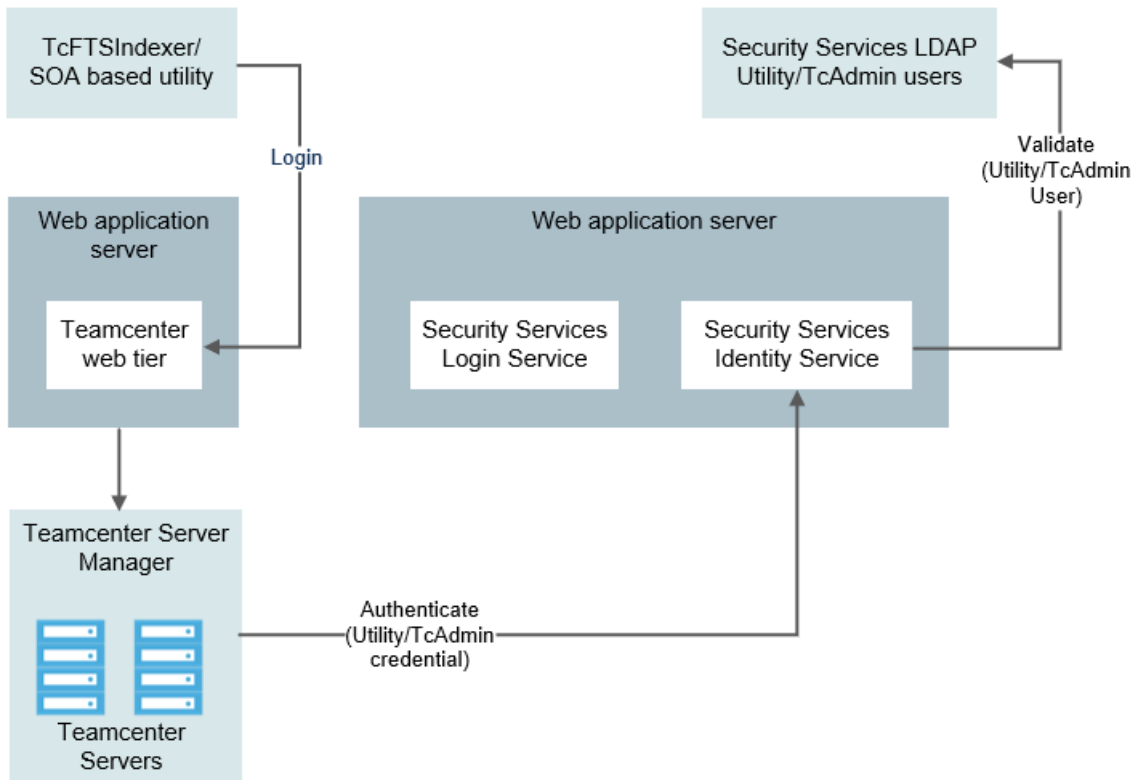 TcFTSIndexer/
SOA based utility
Security Services LDAP
Utility/TcAdmin users
Login
Validate
(Utility/TcAdmin
User)
Web application
server
Web application server
Teamcenter
web tier
Security Services
Login Service
Security Services
Identity Service
Teamcenter Server
Manager
Authenticate
(Utility/TcAdmin
credential)
Teamcenter
Servers